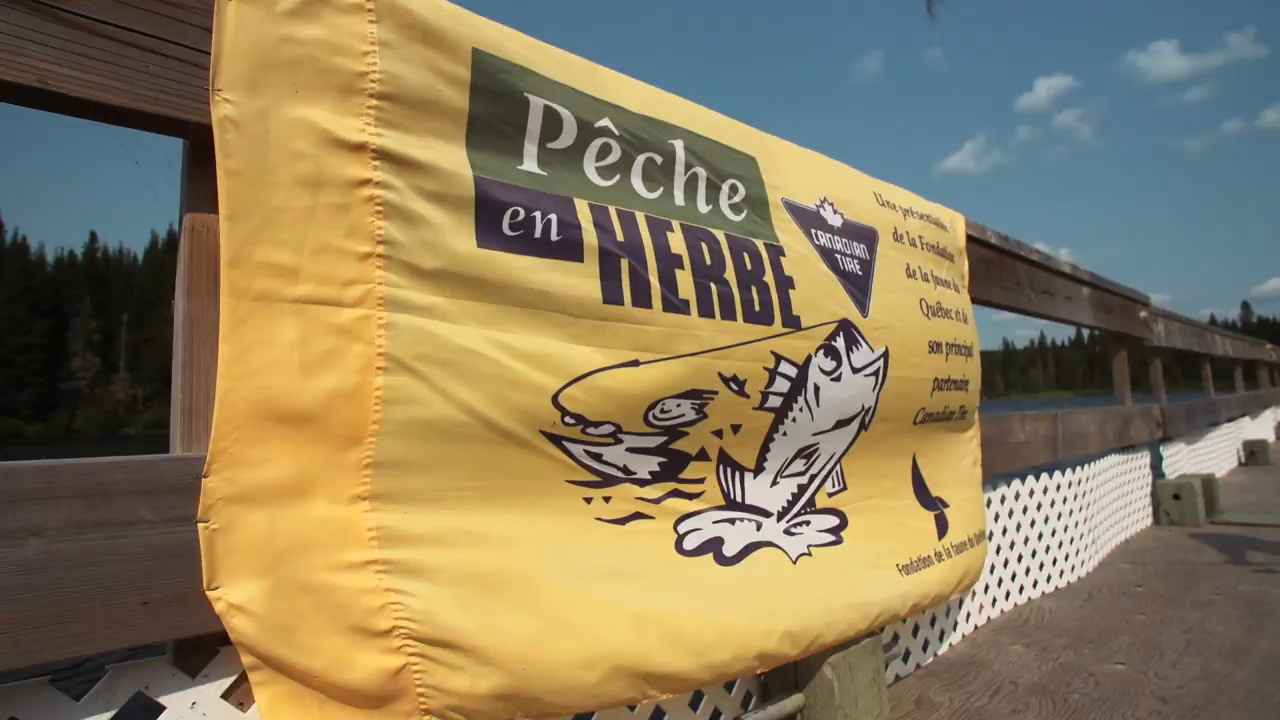 Pêche
en HERBE
CANADIAN
TIRE
Une présentation
de la Fondation
de la faune du
Québec et de
son principal
partenaire
Canadian Tire
Fondation de la faune du Québec